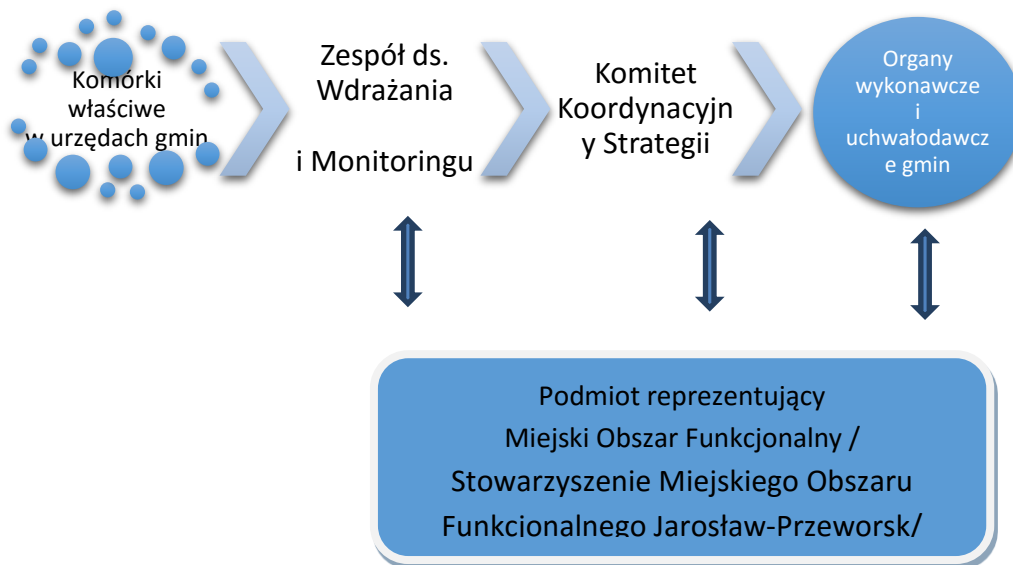 Komórki
właściwe
w urzędach gmin
Zespół ds.
Wdrażania
i Monitoringu
Komitet
Koordynacyjn
y Strategii
Organy
wykonawcze
i
uchwałodawcz
e gmin
Podmiot reprezentujący
Miejski Obszar Funkcjonalny /
Stowarzyszenie Miejskiego Obszaru
Funkcjonalnego Jarosław-Przeworsk/